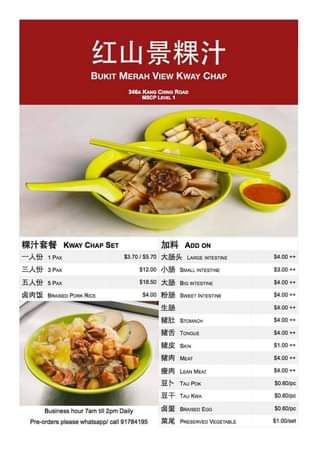 红山景粿汁
BUKIT MERAH VIEW KWAY CHAP
346A KANG CHING ROAD
MSCP LEVEL 1
粿汁套餐 KWAY CHAP SET
一人份 1 PAX $3.70 / $5.70
三人份 3 PAX $12.00
五人份 5 PAX $18.50
卤肉饭 BRAISED PORK RICE $4.00
Business hour 7am till 2pm Daily
Pre-orders please whatsapp/ call 91784195
加料 ADD ON
大肠头 LARGE INTESTINE $4.00 ++
小肠 SMALL INTESTINE $3.00 ++
大肠 BIG INTESTINE $4.00 ++
粉肠 SWEET INTESTINE $4.00 ++
生肠 $4.00 ++
猪肚 STOMACH $4.00 ++
猪舌 TONGUE $4.00 ++
猪皮 SKIN $1.00 ++
猪肉 MEAT $4.00 ++
瘦肉 LEAN MEAT $4.00 ++
豆卜 TAU POK $0.60/pc
豆干 TAU KWA $0.60/pc
卤蛋 BRAISED EGG $0.60/pc
菜尾 PRESERVED VEGETABLE $1.00/set